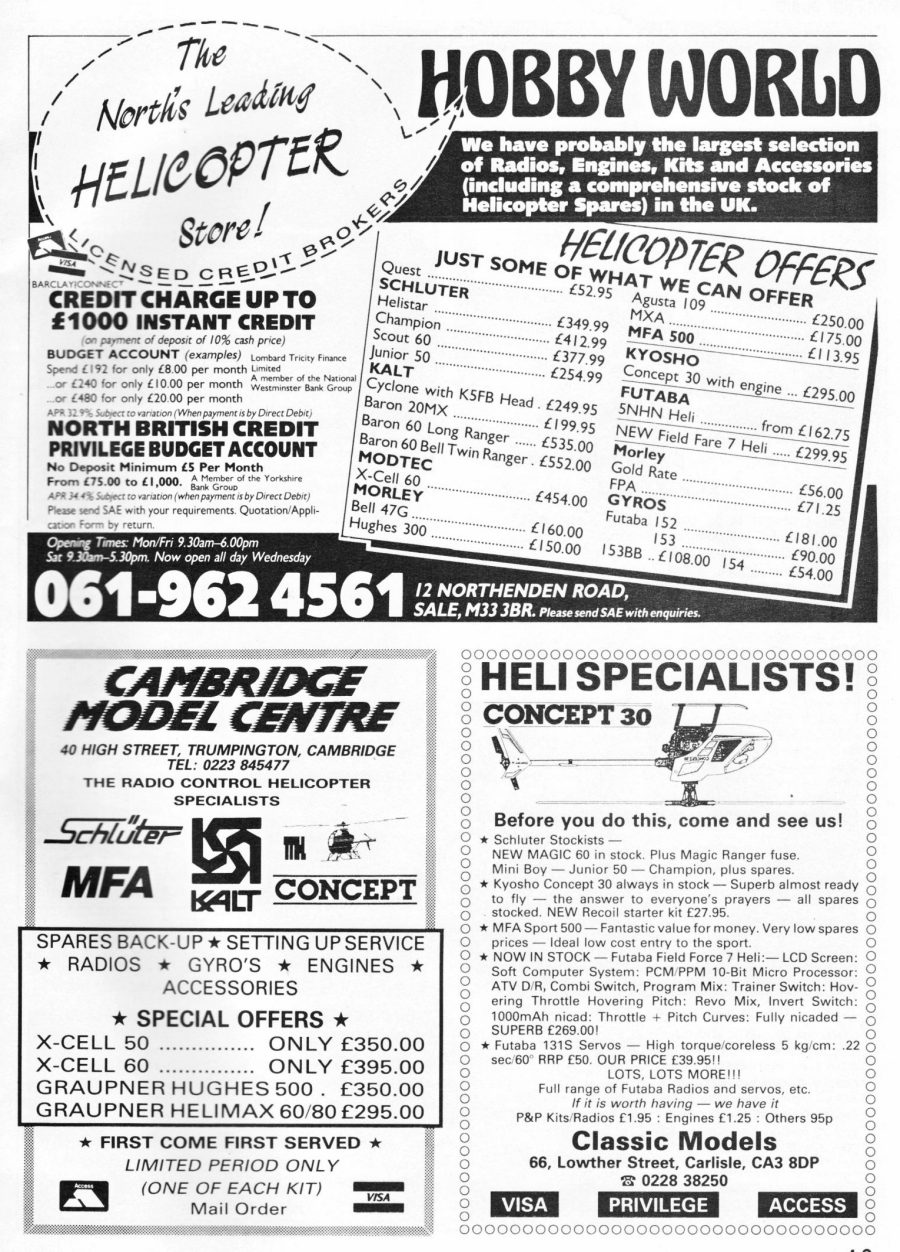 The
North's Leading
HELICOPTER
Store!
LICENSED CREDIT BROKERS
HOBBY WORLD
We have probably the largest selection
of Radios, Engines, Kits and Accessories
(including a comprehensive stock of
Helicopter Spares) in the UK.
VISA
BARCLAY CONNECT
CREDIT CHARGE UP TO
£1000 INSTANT CREDIT
(on payment of deposit of 10% cash price)
BUDGET ACCOUNT (examples) Lombard Tricity Finance
Spend £192 for only £8.00 per month Limited
...or £240 for only £10.00 per month A member of the National
...or £480 for only £20.00 per month Westminster Bank Group
APR 32.9% Subject to variation (When payment is by Direct Debit)
NORTH BRITISH CREDIT
PRIVILEGE BUDGET ACCOUNT
No Deposit Minimum £5 Per Month
From £75.00 to £1,000. A Member of the Yorkshire
Bank Group
APR 34.4% Subject to variation (when payment is by Direct Debit)
Please send SAE with your requirements. Quotation/Appli-
cation Form by return.
Opening Times: Mon/Fri 9.30am–6.00pm
Sat 9.30am–5.30pm. Now open all day Wednesday
HELICOPTER OFFERS
JUST SOME OF WHAT WE CAN OFFER
Quest ............ £52.95
SCHLUTER
Helistar ............ £349.99
Champion ............ £412.99
Scout 60 ............ £377.99
Junior 50 ............ £254.99
KALT
Cyclone with K5FB Head . £249.95
Baron 20MX ............ £199.95
Baron 60 Long Ranger ...... £535.00
Baron 60 Bell Twin Ranger . £552.00
MODTEC
X-Cell 60 ............ £454.00
MORLEY
Bell 47G ............ £160.00
Hughes 300 ............ £150.00
Agusta 109 ............ £250.00
MXA ............ £175.00
MFA 500 ............ £113.95
KYOSHO
Concept 30 with engine ... £295.00
FUTABA
5NHN Heli ............ from £162.75
NEW Field Fare 7 Heli ..... £299.95
Morley
Gold Rate ............ £56.00
FPA ............ £71.25
GYROS
Futaba 152 ............ £181.00
153 ............ £90.00
153BB .. £108.00 154 ......... £54.00
061-962 4561
12 NORTHENDEN ROAD,
SALE, M33 3BR. Please send SAE with enquiries.
CAMBRIDGE
MODEL CENTRE
40 HIGH STREET, TRUMPINGTON, CAMBRIDGE
TEL: 0223 845477
THE RADIO CONTROL HELICOPTER
SPECIALISTS
Schlüter
MFA
KALT
MK
CONCEPT
SPARES BACK-UP ★ SETTING UP SERVICE
★ RADIOS ★ GYRO'S ★ ENGINES ★
ACCESSORIES
★ SPECIAL OFFERS ★
X-CELL 50 ............... ONLY £350.00
X-CELL 60 ............... ONLY £395.00
GRAUPNER HUGHES 500 . £350.00
GRAUPNER HELIMAX 60/80 £295.00
★ FIRST COME FIRST SERVED ★
LIMITED PERIOD ONLY
(ONE OF EACH KIT)
Mail Order
Access
VISA
HELI SPECIALISTS!
CONCEPT 30
Before you do this, come and see us!
★ Schluter Stockists —
NEW MAGIC 60 in stock. Plus Magic Ranger fuse.
Mini Boy — Junior 50 — Champion, plus spares.
★ Kyosho Concept 30 always in stock — Superb almost ready
to fly — the answer to everyone's prayers — all spares
stocked. NEW Recoil starter kit £27.95.
★ MFA Sport 500 — Fantastic value for money. Very low spares
prices — Ideal low cost entry to the sport.
★ NOW IN STOCK — Futaba Field Force 7 Heli:— LCD Screen:
Soft Computer System: PCM/PPM 10-Bit Micro Processor:
ATV D/R, Combi Switch, Program Mix: Trainer Switch: Hov-
ering Throttle Hovering Pitch: Revo Mix, Invert Switch:
1000mAh nicad: Throttle + Pitch Curves: Fully nicaded —
SUPERB £269.00!
★ Futaba 131S Servos — High torque/coreless 5 kg/cm: .22
sec/60° RRP £50. OUR PRICE £39.95!!
LOTS, LOTS MORE!!!
Full range of Futaba Radios and servos, etc.
If it is worth having — we have it
P&P Kits/Radios £1.95 : Engines £1.25 : Others 95p
Classic Models
66, Lowther Street, Carlisle, CA3 8DP
☎ 0228 38250
VISA PRIVILEGE ACCESS